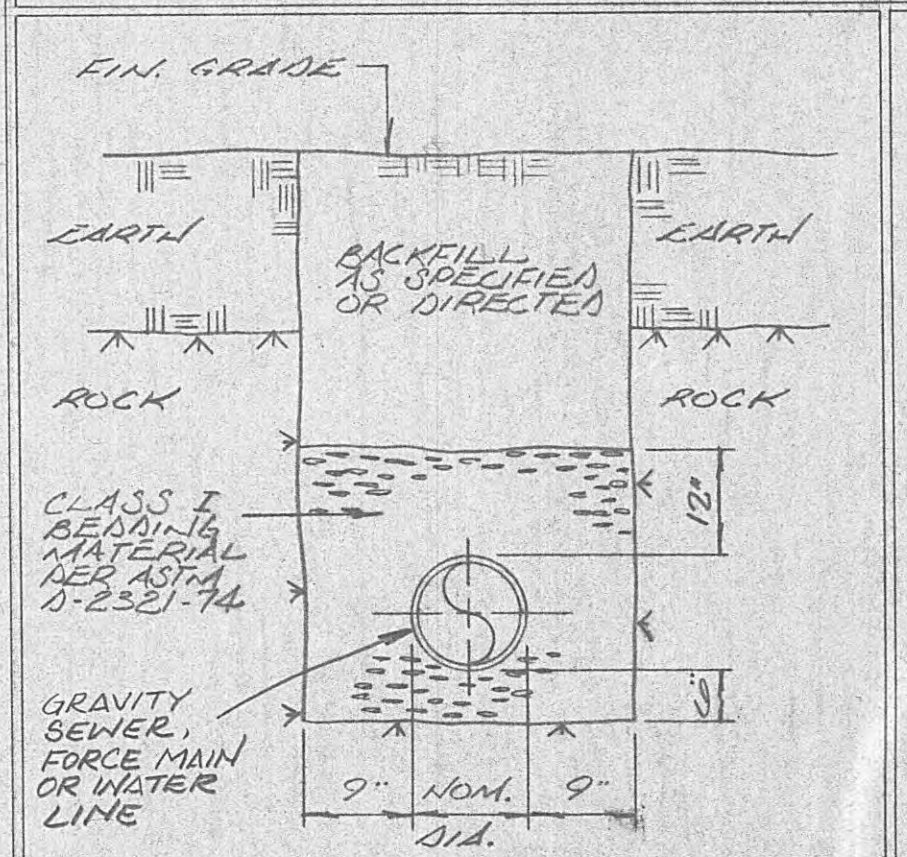 FIN. GRADE
EARTH
EARTH
BACKFILL
AS SPECIFIED
OR DIRECTED
ROCK
ROCK
CLASS I
BEDDING
MATERIAL
PER ASTM
D-2321-74
12"
6"
GRAVITY
SEWER,
FORCE MAIN
OR WATER
LINE
9" NOM. 9"
DIA.